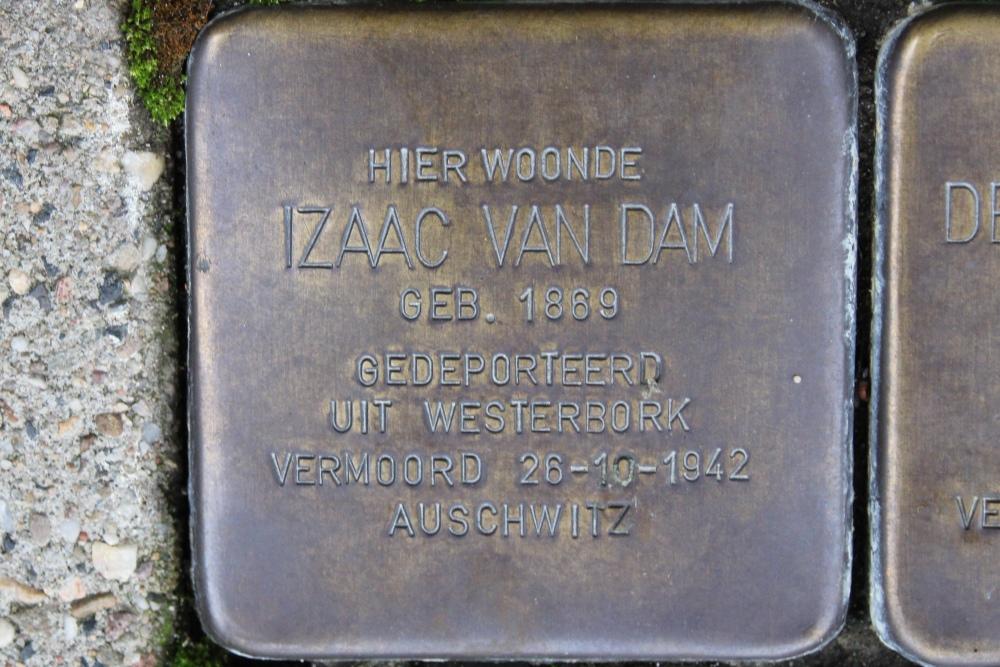 HIER WOONDE
IZAAC VAN DAM
GEB. 1869
GEDEPORTEERD
UIT WESTERBORK
VERMOORD 26-10-1942
AUSCHWITZ